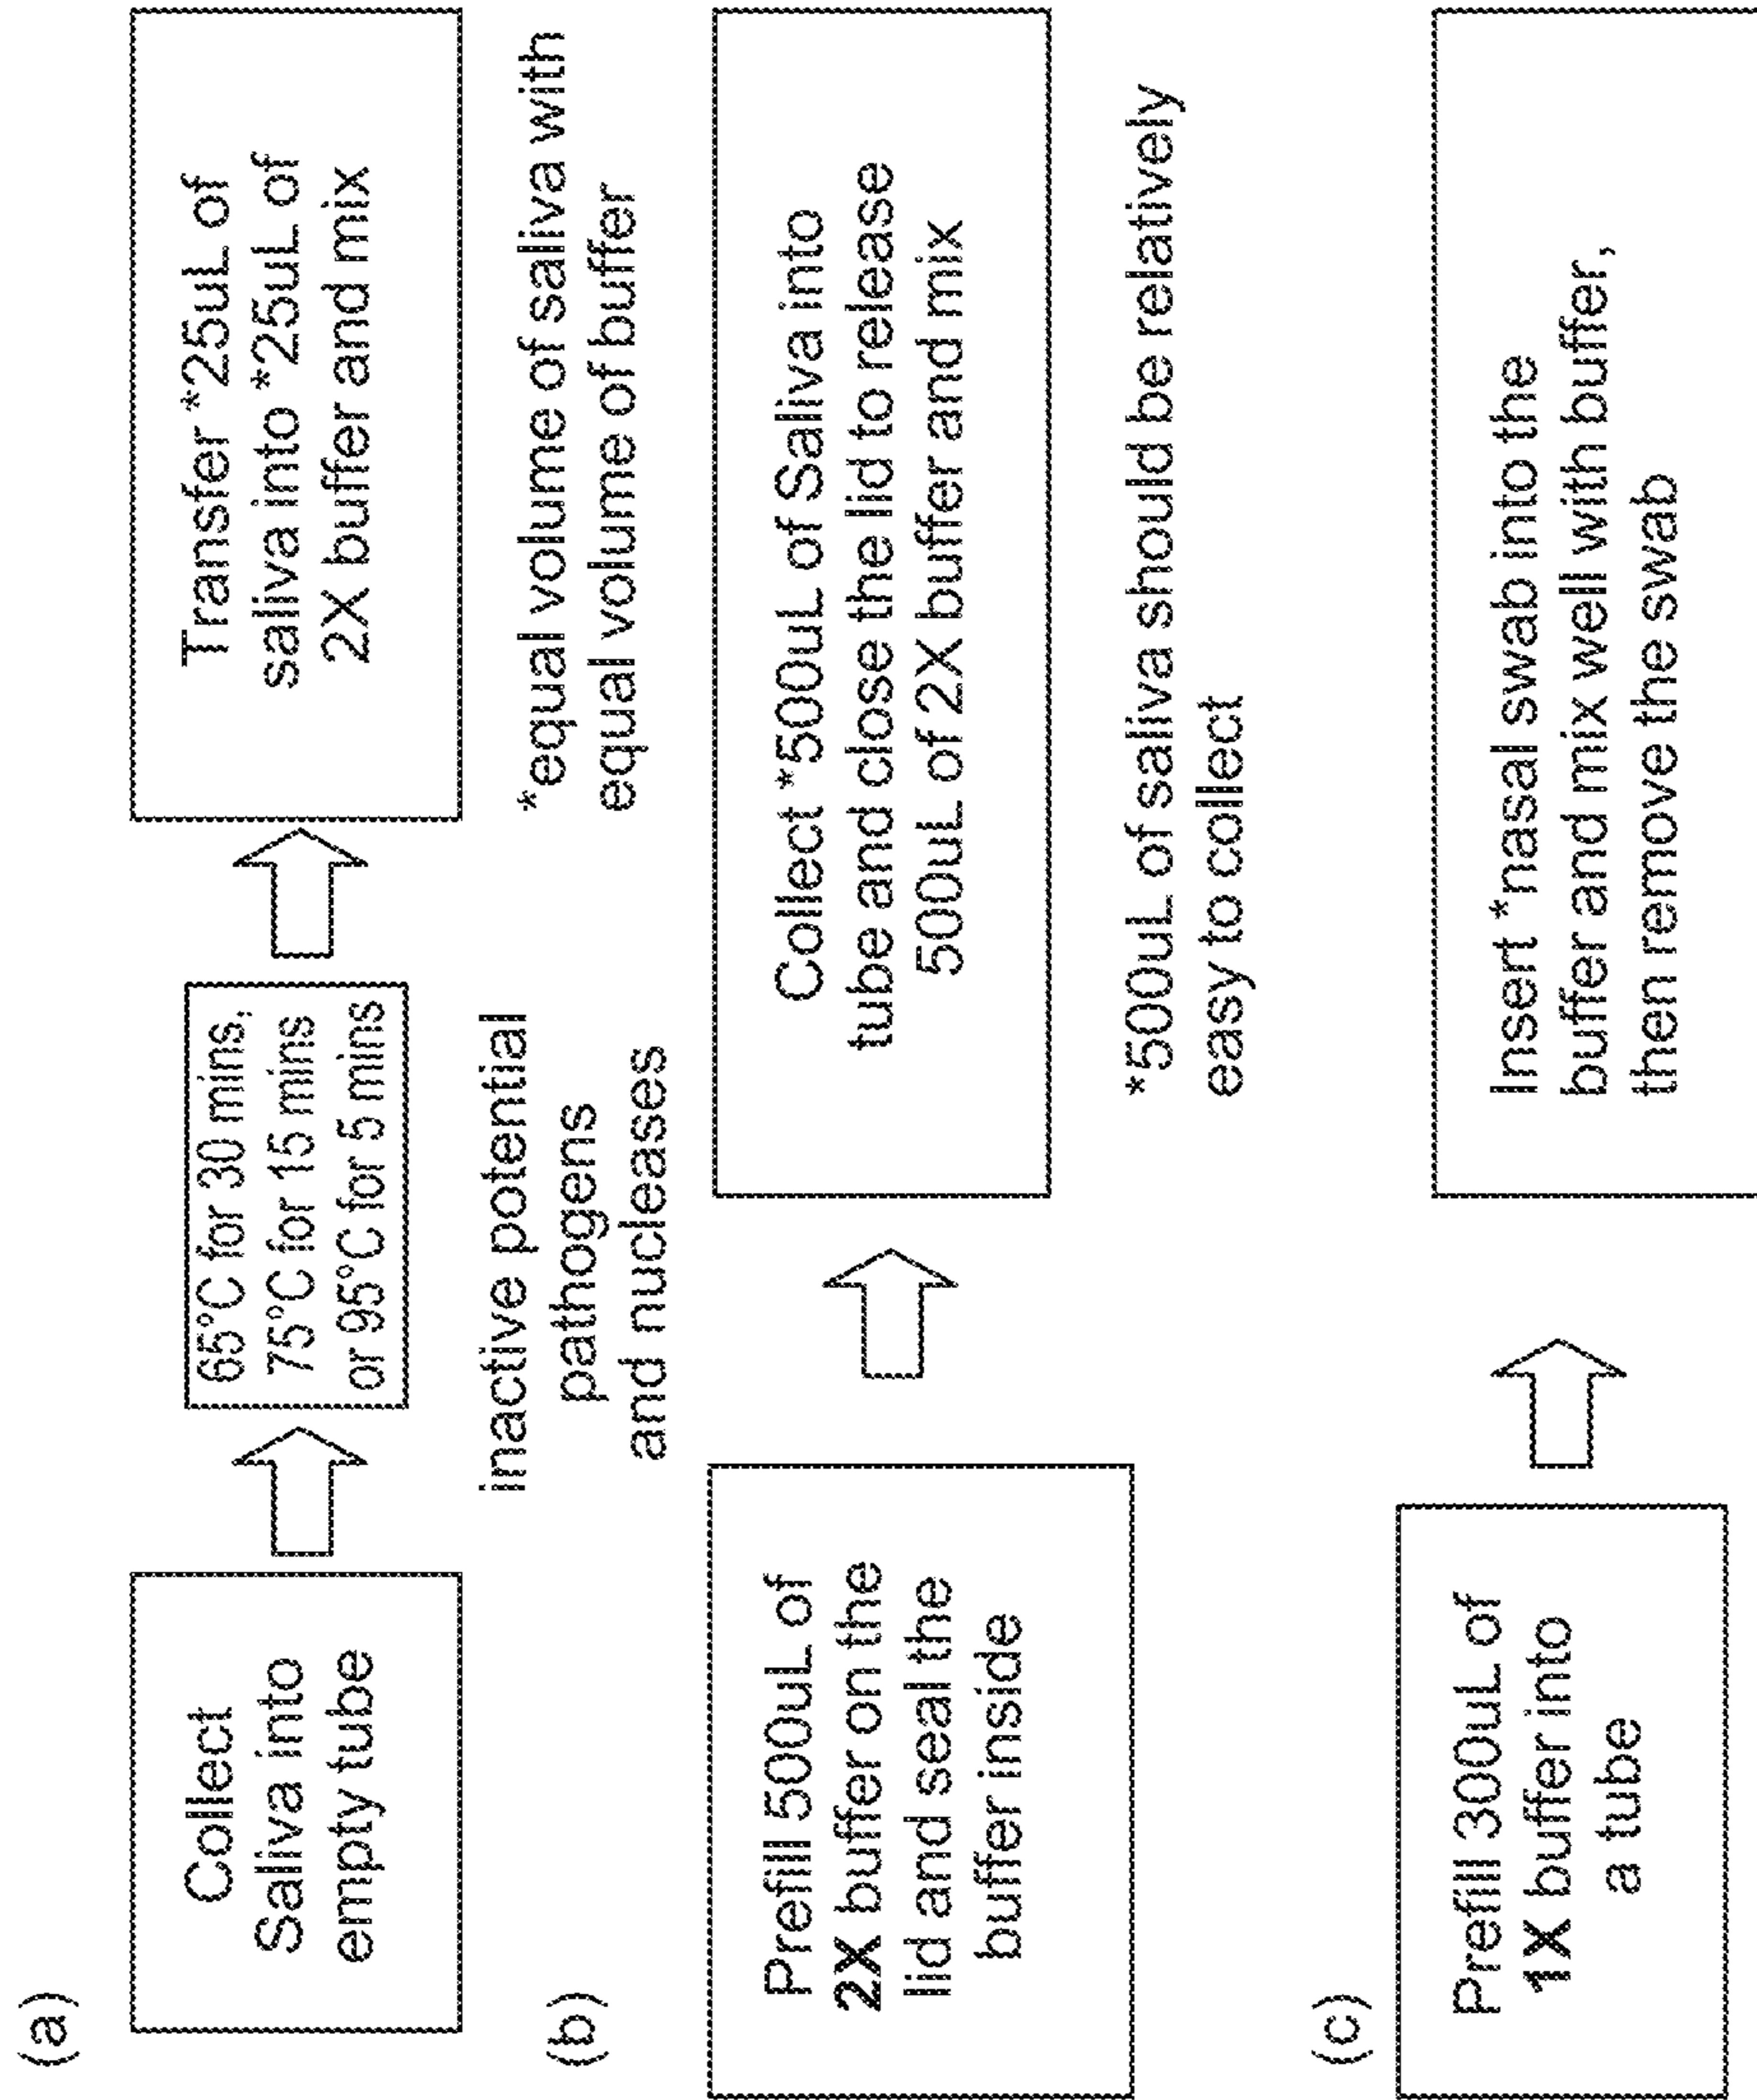 (a)
Collect
Saliva into
empty tube
65°C for 30 mins,
75°C for 15 mins
or 95°C for 5 mins
inactive potential
pathogens
and nucleases
Transfer *25uL of
saliva into *25uL of
2X buffer and mix
*equal volume of saliva with
equal volume of buffer
(b)
Prefill 500uL of
2X buffer on the
lid and seal the
buffer inside
Collect *500uL of Saliva into
tube and close the lid to release
500uL of 2X buffer and mix
*500uL of saliva should be relatively
easy to collect
(c)
Prefill 300uL of
1X buffer into
a tube
Insert *nasal swab into the
buffer and mix well with buffer,
then remove the swab